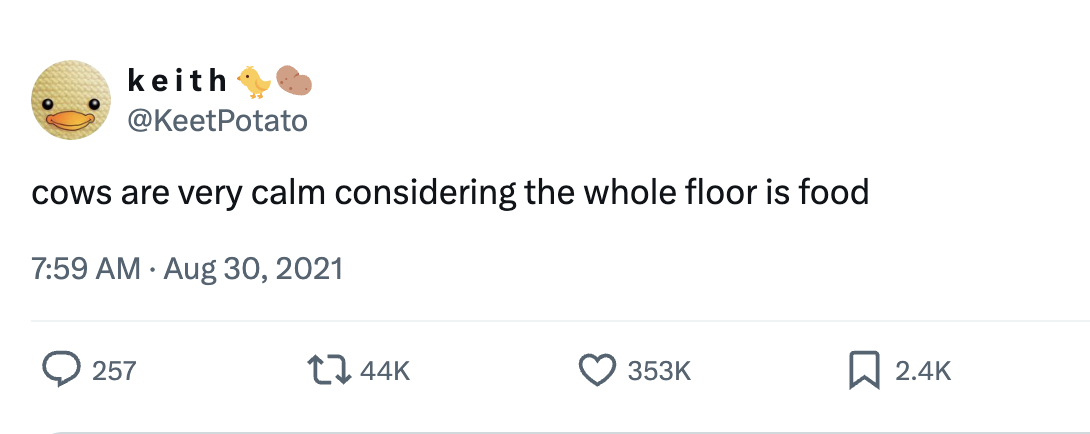 keith🐤🥔
@KeetPotato
cows are very calm considering the whole floor is food
7:59 AM · Aug 30, 2021
257 44K 353K 2.4K